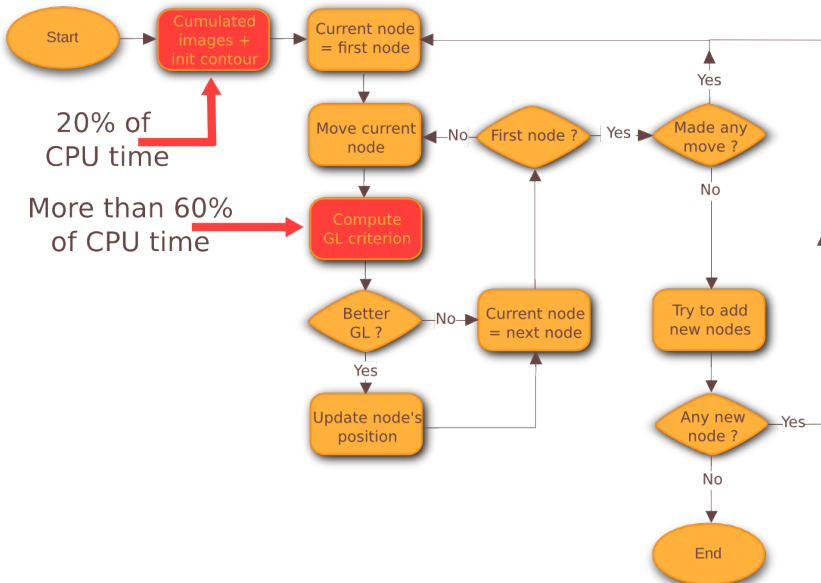 Start
Cumulated
images +
init contour
Current node
= first node
20% of
CPU time
Move current
node
No
First node ?
Yes
Made any
move ?
Yes
More than 60%
of CPU time
Compute
GL criterion
No
Better
GL ?
No
Current node
= next node
Try to add
new nodes
Yes
Update node's
position
Any new
node ?
Yes
No
End